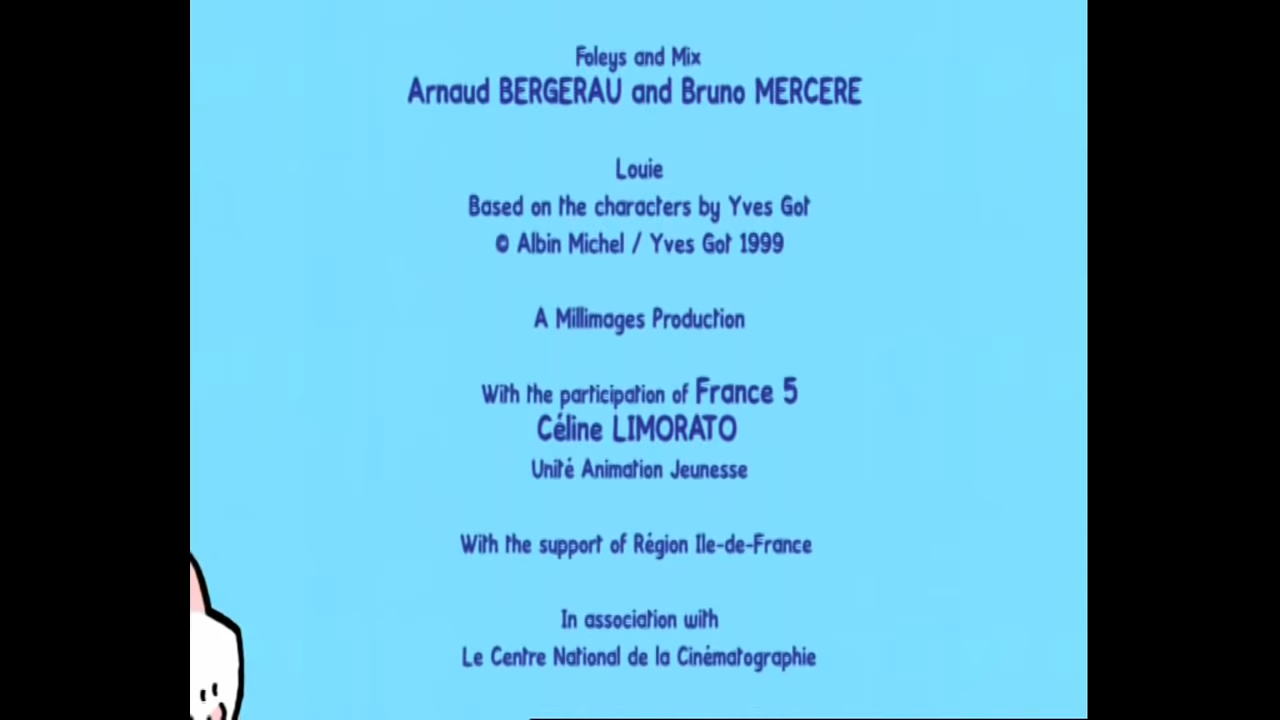 Foleys and Mix
Arnaud BERGERAU and Bruno MERCERE
Louie
Based on the characters by Yves Got
© Albin Michel / Yves Got 1999
A Millimages Production
With the participation of France 5
Céline LIMORATO
Unité Animation Jeunesse
With the support of Région Ile-de-France
In association with
Le Centre National de la Cinématographie